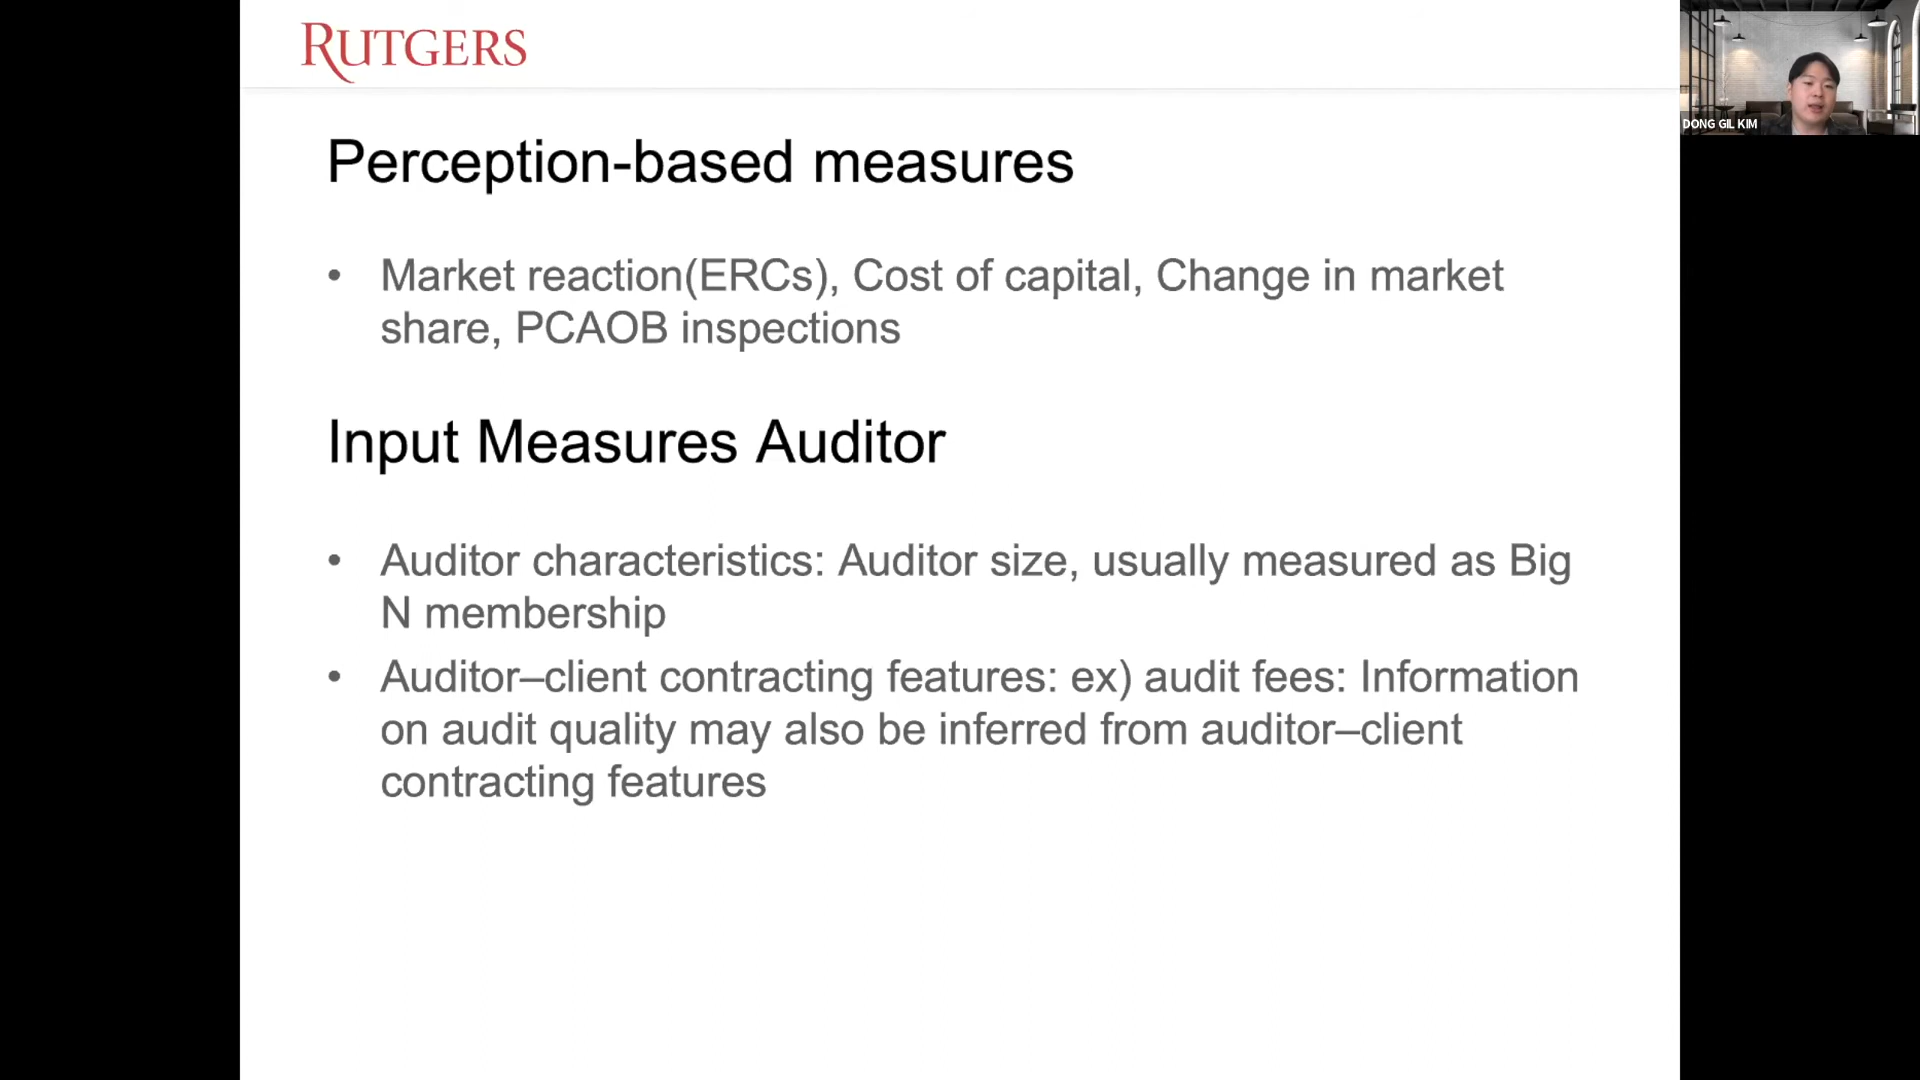 RUTGERS
DONG GIL KIM
Perception-based measures
• Market reaction(ERCs), Cost of capital, Change in market
share, PCAOB inspections
Input Measures Auditor
• Auditor characteristics: Auditor size, usually measured as Big
N membership
• Auditor–client contracting features: ex) audit fees: Information
on audit quality may also be inferred from auditor–client
contracting features